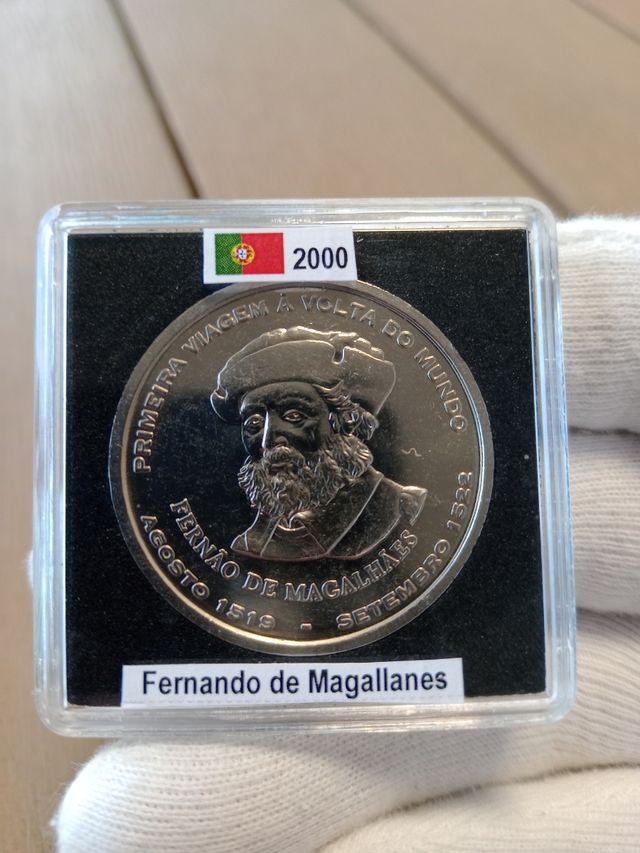 2000
PRIMEIRA VIAGEM À VOLTA DO MUNDO
FERNÃO DE MAGALHÃES
AGOSTO 1519 - SETEMBRO 1522
Fernando de Magallanes